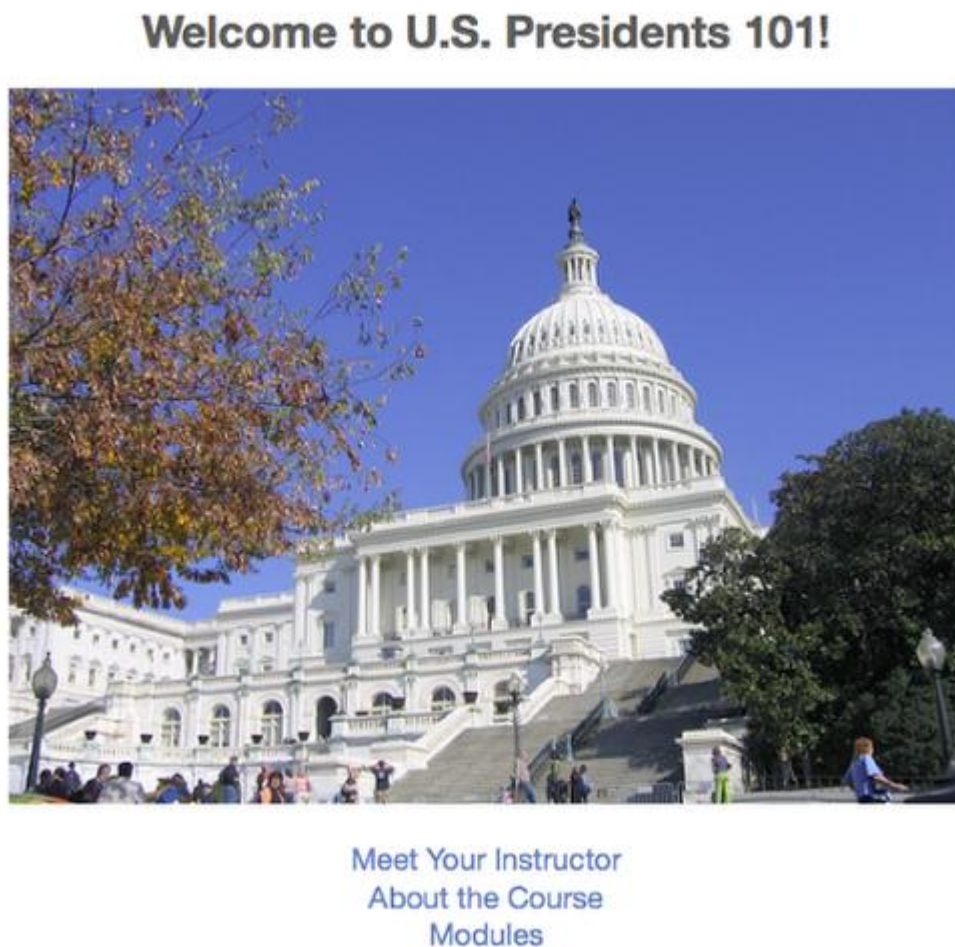 Welcome to U.S. Presidents 101!
Meet Your Instructor
About the Course
Modules